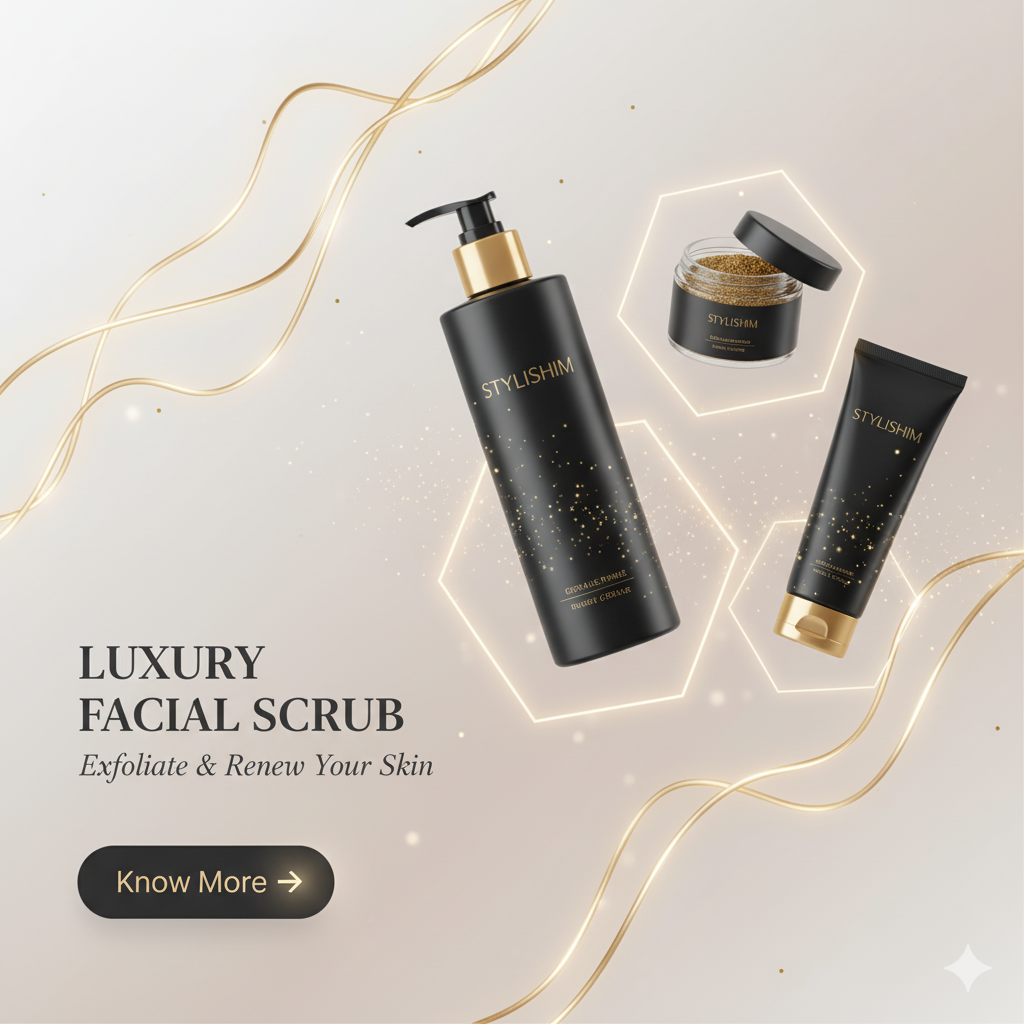 STYLISHIM
STYLISHIM
STYLISHIM
LUXURY
FACIAL SCRUB
Exfoliate & Renew Your Skin
Know More →